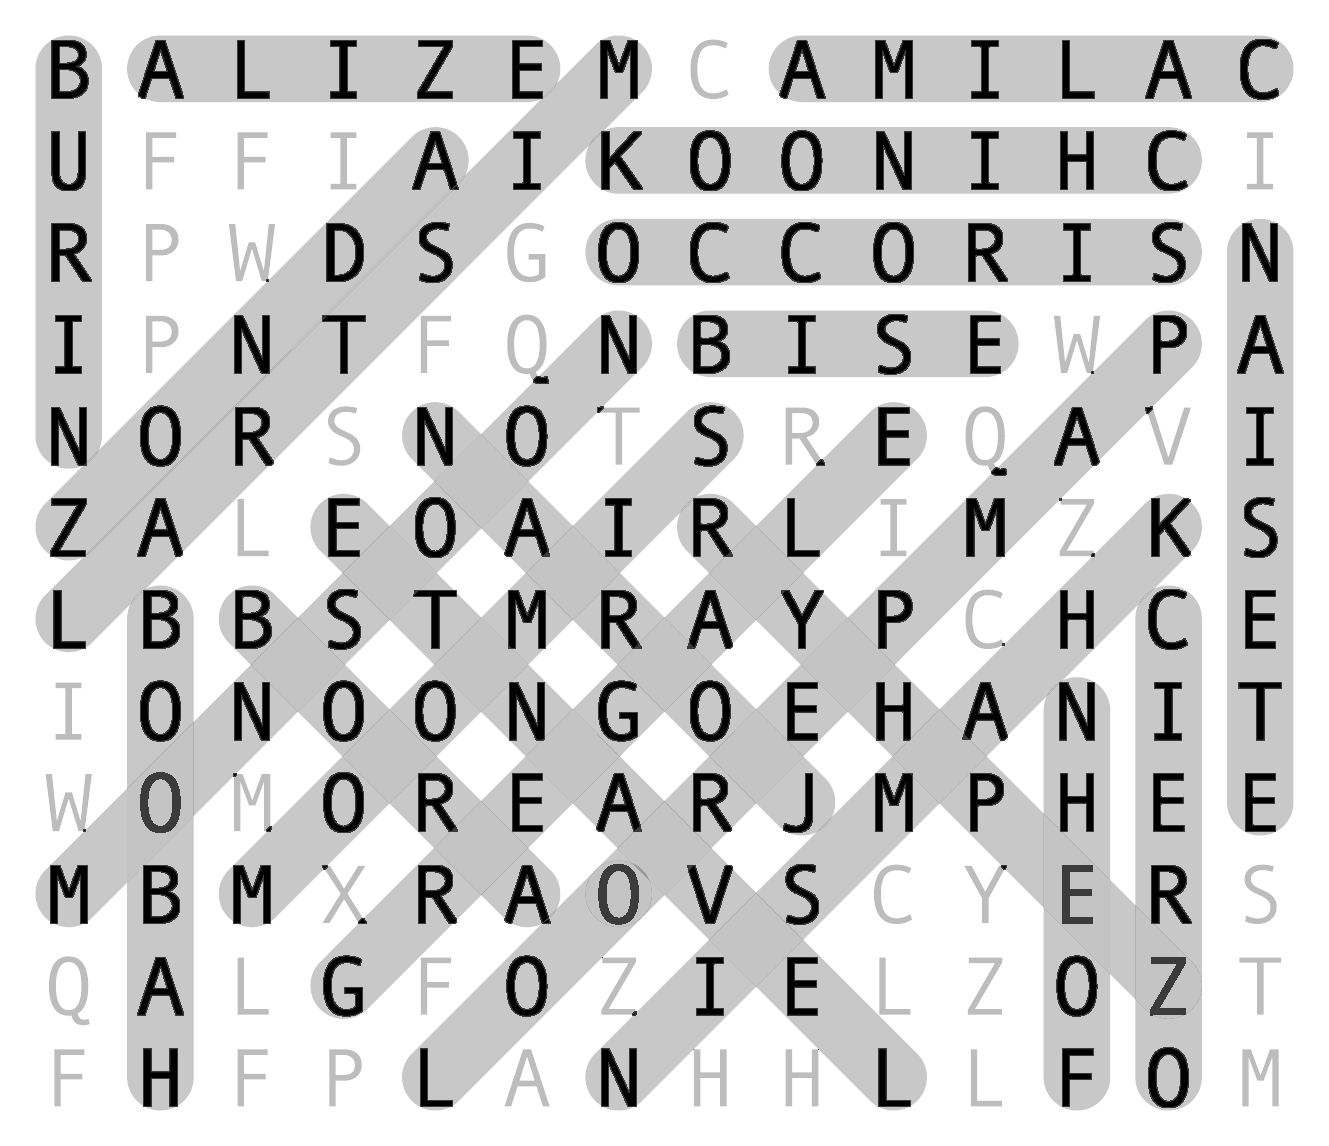 B A L I Z E M C A M I L A C
U F F I A I K O O N I H C I
R P W D S G O C C O R I S N
I P N T F Q N B I S E W P A
N O R S N O T S R E Q A V I
Z A L E O A I R L I M Z K S
L B B S T M R A Y P C H C E
I O N O O N G O E H A N I T
W O M O R E A R J M P H E E
M B M X R A O V S C Y E R S
Q A L G F O Z I E L Z O Z T
F H F P L A N H H L L F O M